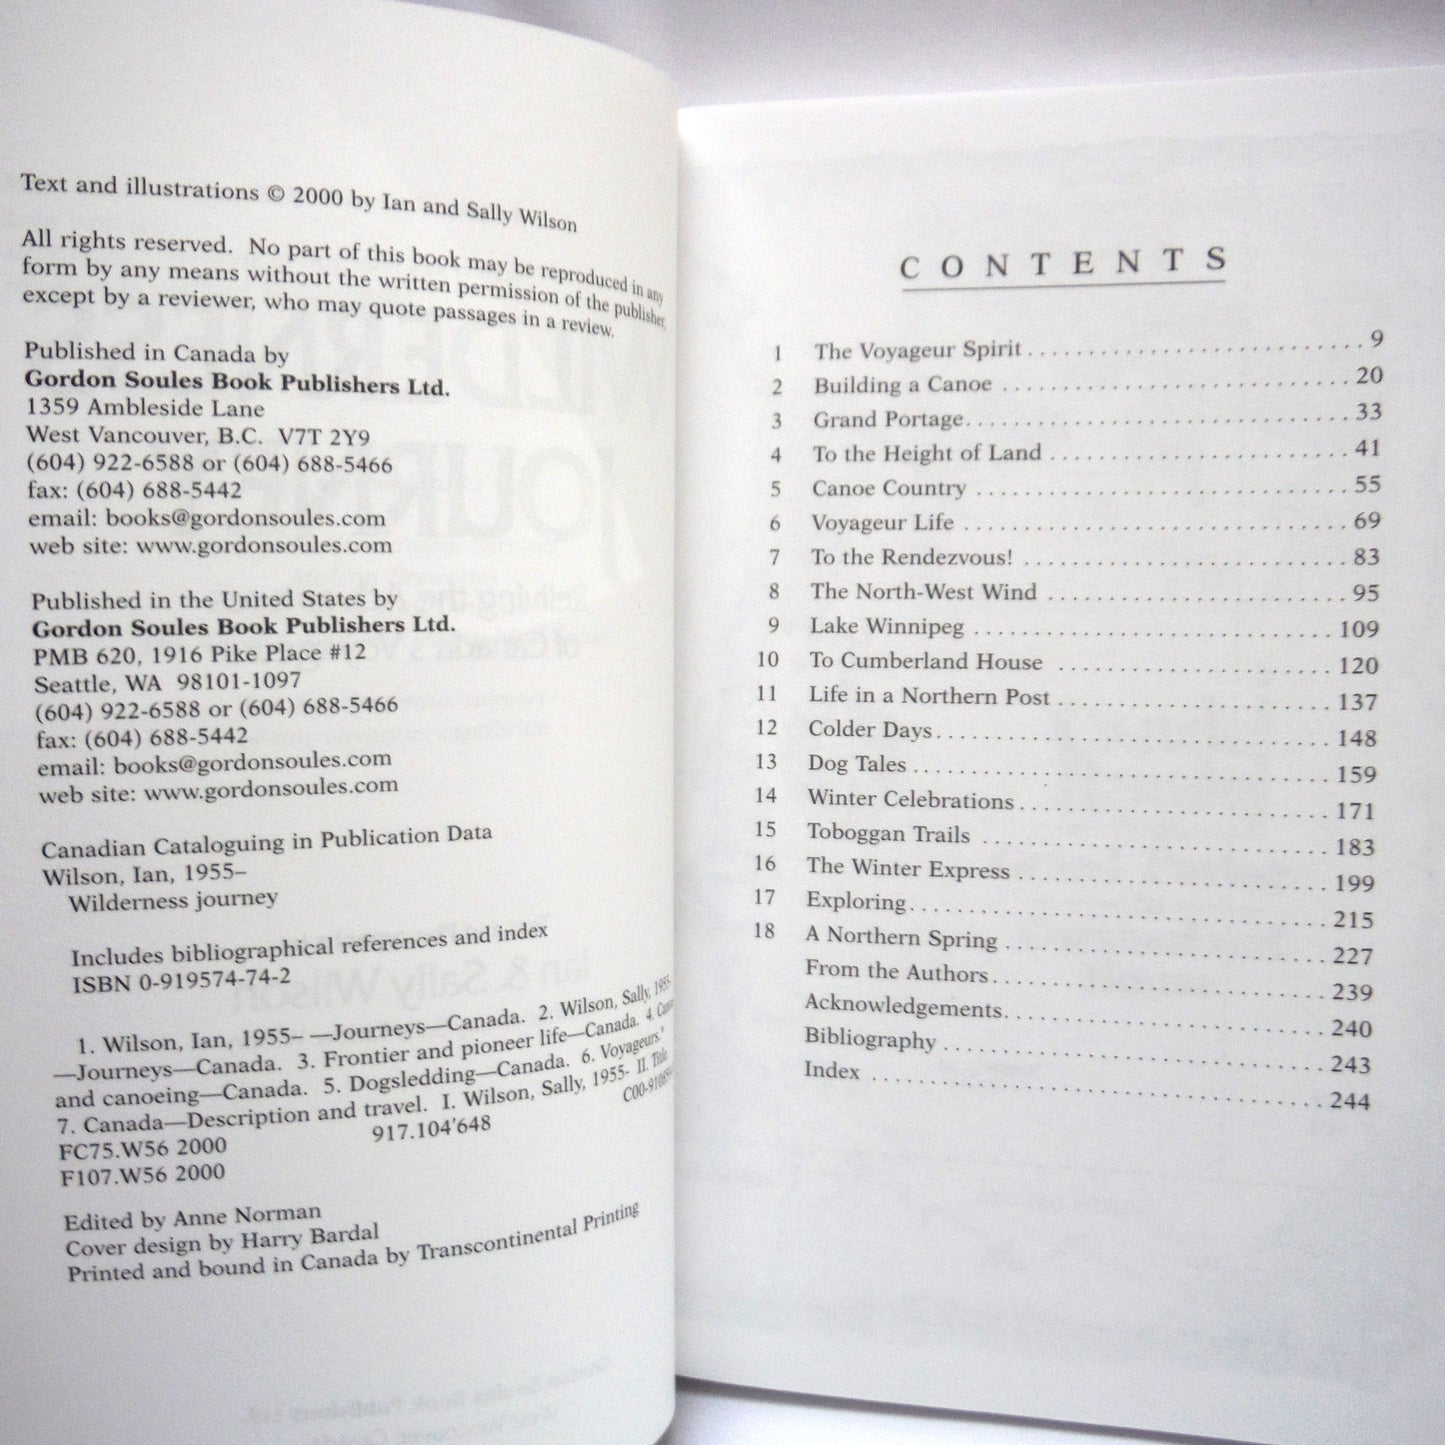 Text and illustrations © 2000 by Ian and Sally Wilson
All rights reserved. No part of this book may be reproduced in any
form by any means without the written permission of the publisher,
except by a reviewer, who may quote passages in a review.
Published in Canada by
Gordon Soules Book Publishers Ltd.
1359 Ambleside Lane
West Vancouver, B.C. V7T 2Y9
(604) 922-6588 or (604) 688-5466
fax: (604) 688-5442
email: books@gordonsoules.com
web site: www.gordonsoules.com
Published in the United States by
Gordon Soules Book Publishers Ltd.
PMB 620, 1916 Pike Place #12
Seattle, WA 98101-1097
(604) 922-6588 or (604) 688-5466
fax: (604) 688-5442
email: books@gordonsoules.com
web site: www.gordonsoules.com
Canadian Cataloguing in Publication Data
Wilson, Ian, 1955–
Wilderness journey
Includes bibliographical references and index
ISBN 0-919574-74-2
1. Wilson, Ian, 1955– —Journeys—Canada. 2. Wilson, Sally, 1955-
—Journeys—Canada. 3. Frontier and pioneer life—Canada. 4.
and canoeing—Canada. 5. Dogsledding—Canada. 6. Voyageurs.*
7. Canada—Description and travel. I. Wilson, Sally, 1955- II. Title
FC75.W56 2000 917.104'648
F107.W56 2000
Edited by Anne Norman
Cover design by Harry Bardal
Printed and bound in Canada by Transcontinental Printing
CONTENTS
1 The Voyageur Spirit 9
2 Building a Canoe 20
3 Grand Portage 33
4 To the Height of Land 41
5 Canoe Country 55
6 Voyageur Life 69
7 To the Rendezvous! 83
8 The North-West Wind 95
9 Lake Winnipeg 109
10 To Cumberland House 120
11 Life in a Northern Post 137
12 Colder Days 148
13 Dog Tales 159
14 Winter Celebrations 171
15 Toboggan Trails 183
16 The Winter Express 199
17 Exploring 215
18 A Northern Spring 227
From the Authors 239
Acknowledgements 240
Bibliography 243
Index 244